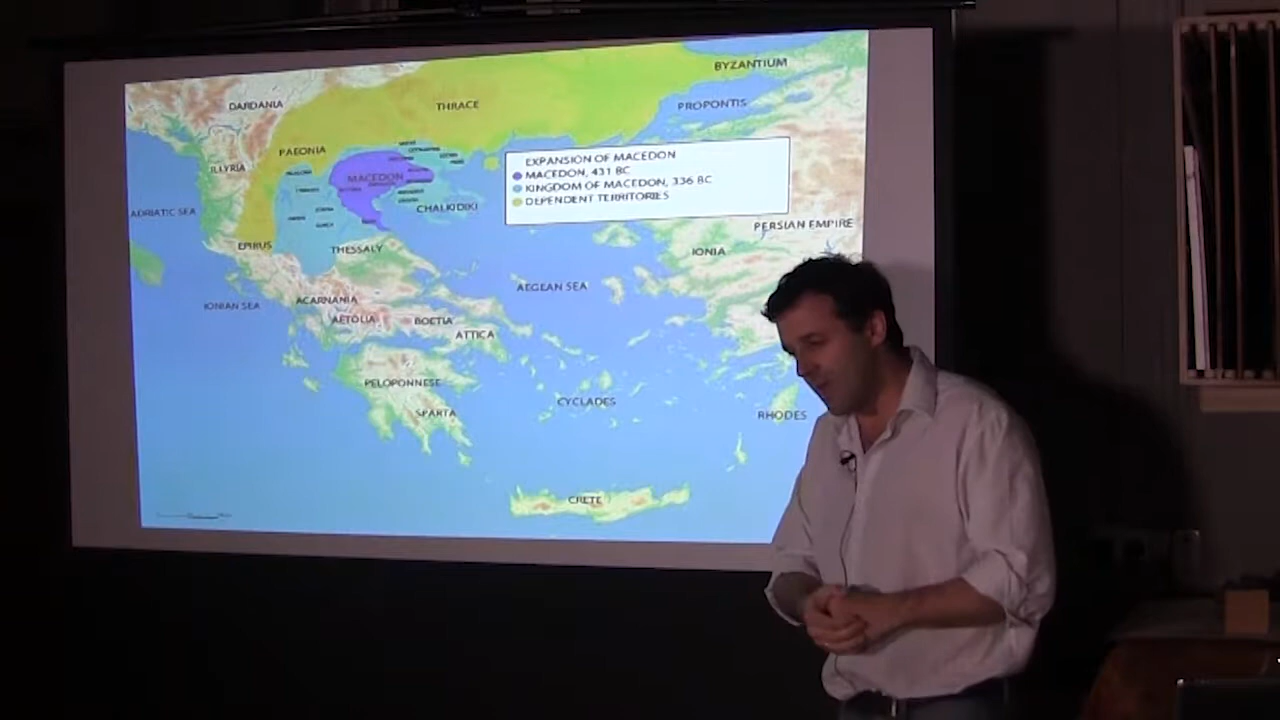 BYZANTIUM
DARDANIA
THRACE
PROPONTIS
PAEONIA
EXPANSION OF MACEDON
MACEDON, 431 BC
KINGDOM OF MACEDON, 336 BC
DEPENDENT TERRITORIES
ILLYRIA
MACEDON
CHALKIDIKI
ADRIATIC SEA
PERSIAN EMPIRE
EPIRUS
THESSALY
IONIA
AEGEAN SEA
IONIAN SEA
ACARNANIA
AETOLIA
BOETIA
ATTICA
PELOPONNESE
CYCLADES
SPARTA
RHODES
CRETE